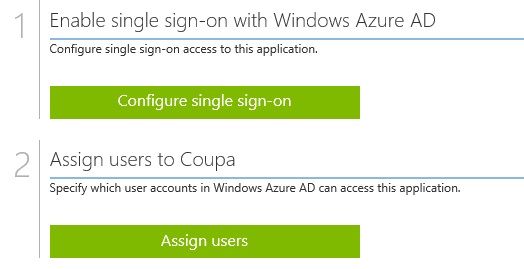 1
Enable single sign-on with Windows Azure AD
Configure single sign-on access to this application.
Configure single sign-on
2
Assign users to Coupa
Specify which user accounts in Windows Azure AD can access this application.
Assign users